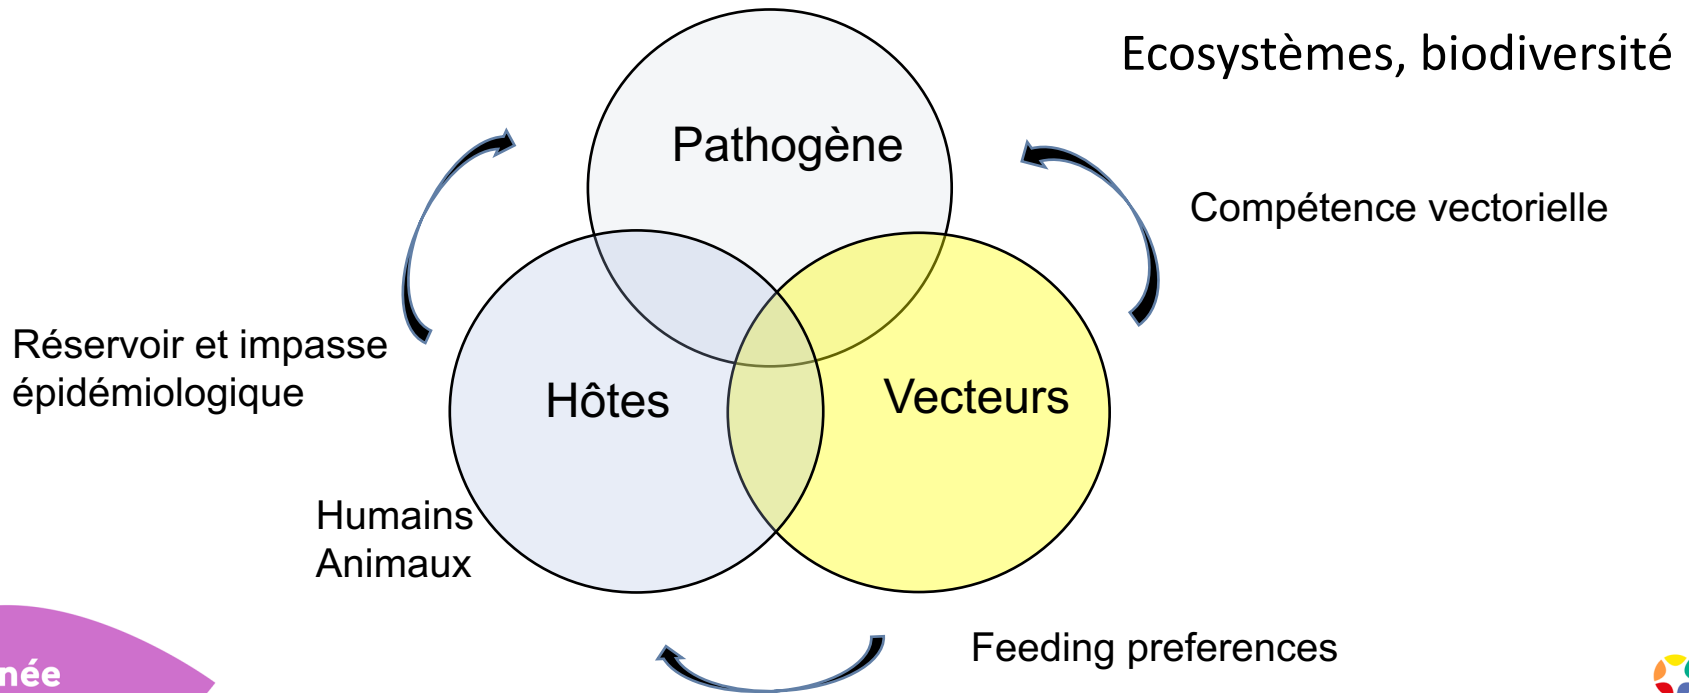 Ecosystèmes, biodiversité
Pathogène
Compétence vectorielle
Réservoir et impasse
épidémiologique
Hôtes
Vecteurs
Humains
Animaux
Feeding preferences
née